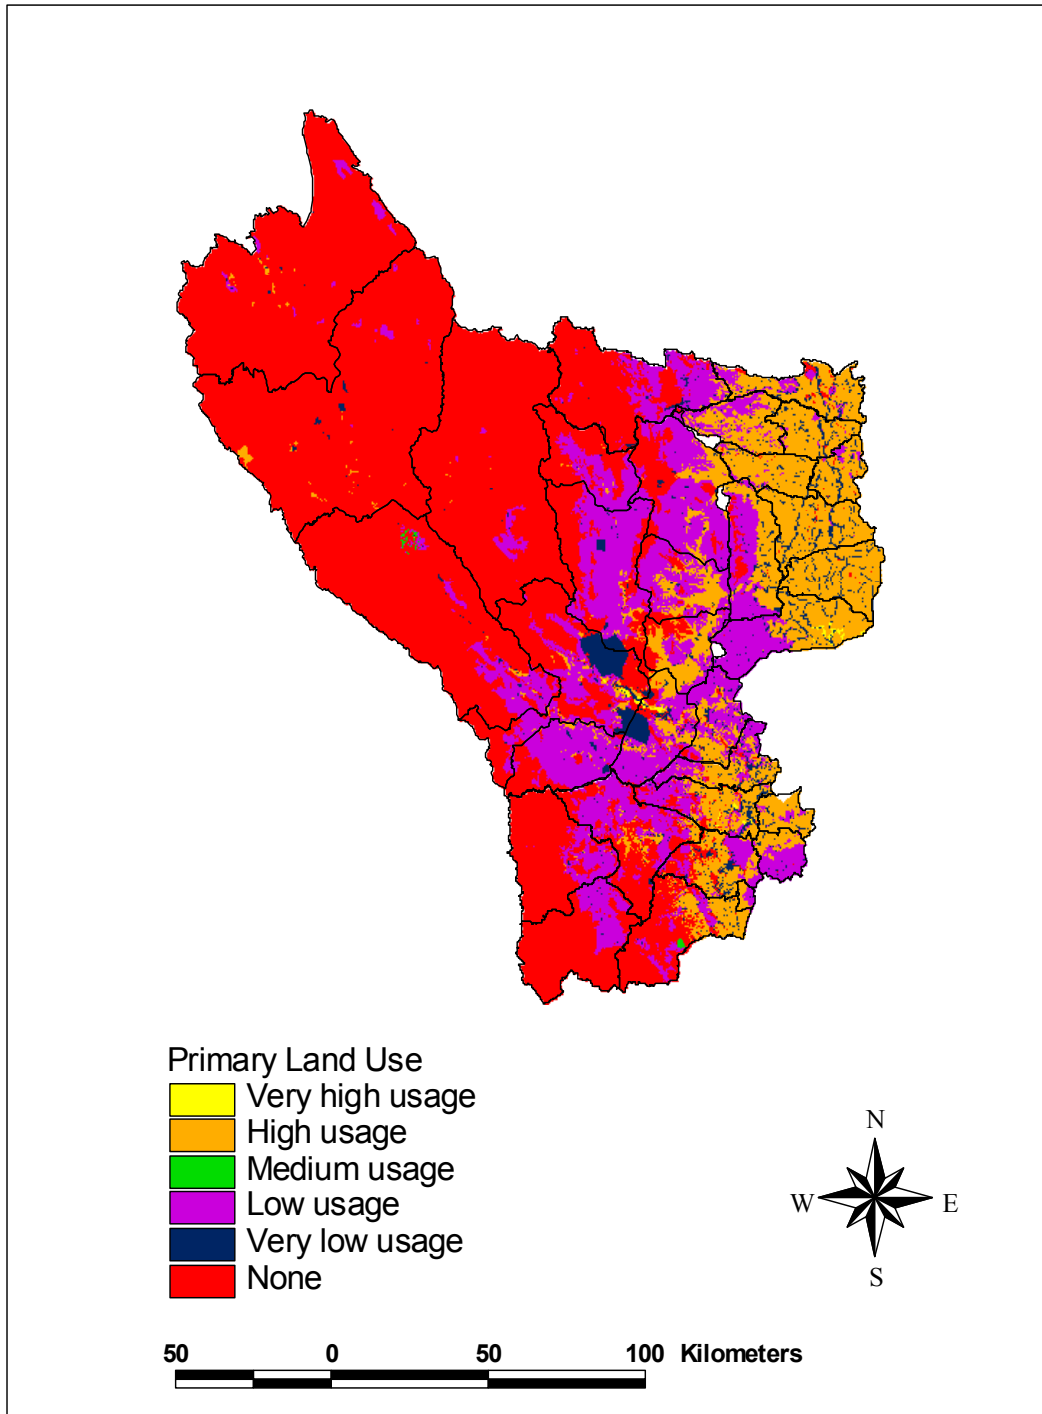 Primary Land Use
Very high usage
High usage
Medium usage
Low usage
Very low usage
None
N
W E
S
50 0 50 100 Kilometers